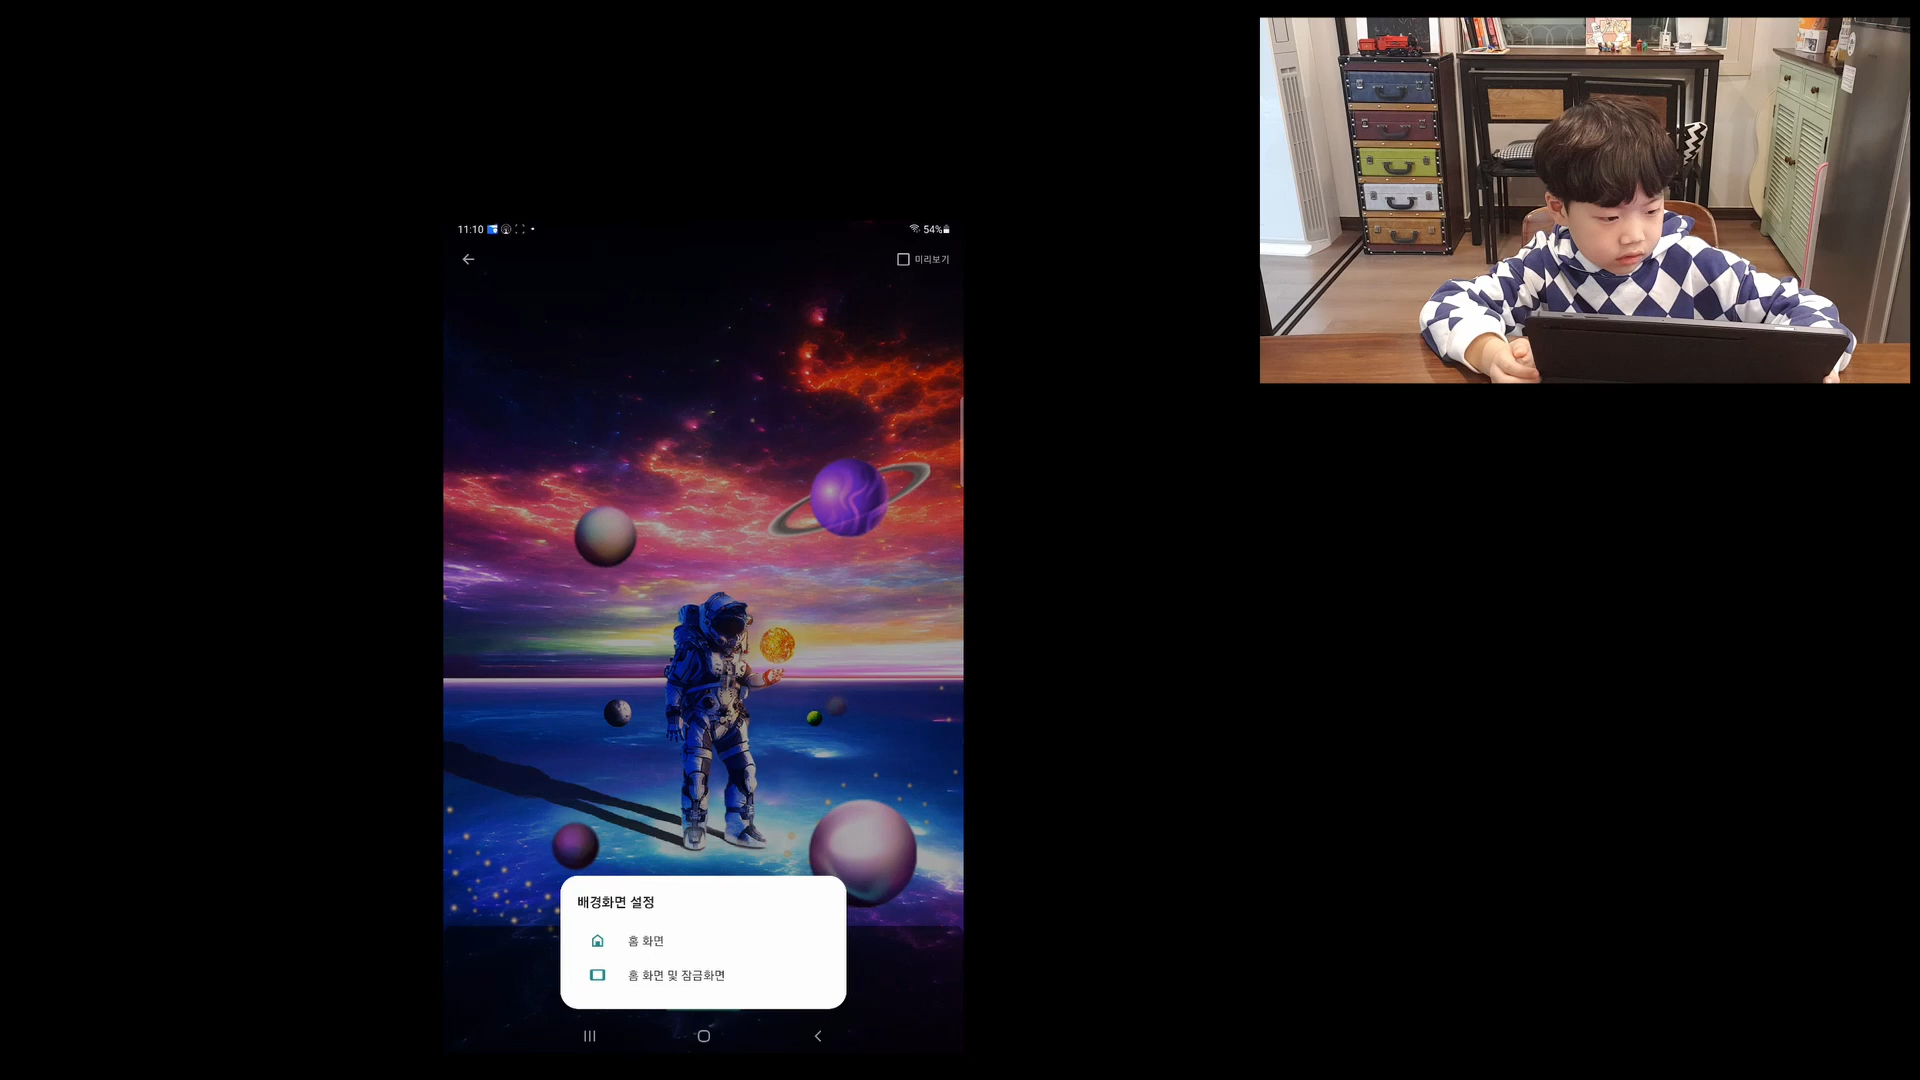 11:10
54%
미리보기
배경화면 설정
홈 화면
홈 화면 및 잠금화면